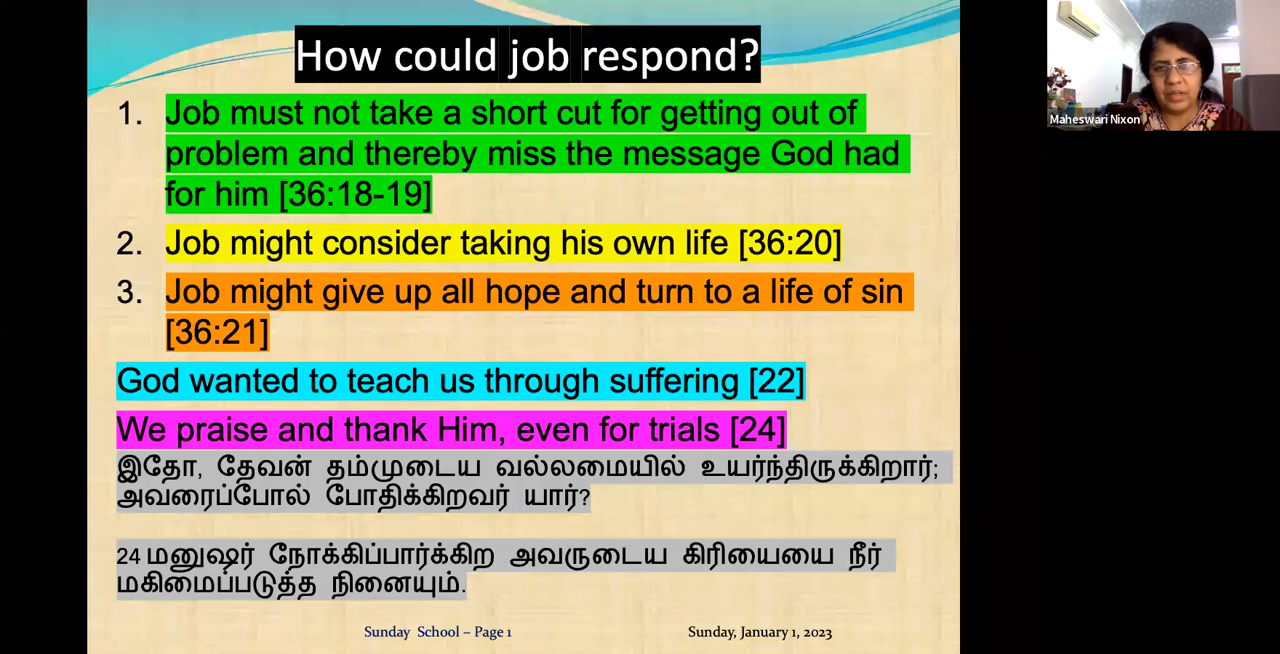 How could job respond?
Maheswari Nixon
1. Job must not take a short cut for getting out of
problem and thereby miss the message God had
for him [36:18-19]
2. Job might consider taking his own life [36:20]
3. Job might give up all hope and turn to a life of sin
[36:21]
God wanted to teach us through suffering [22]
We praise and thank Him, even for trials [24]
இதோ, தேவன் தம்முடைய வல்லமையில் உயர்ந்திருக்கிறார்;
அவரைப்போல் போதிக்கிறவர் யார்?
24 மனுஷர் நோக்கிப்பார்க்கிற அவருடைய கிரியையை நீர்
மகிமைப்படுத்த நினையும்.
Sunday School – Page 1
Sunday, January 1, 2023